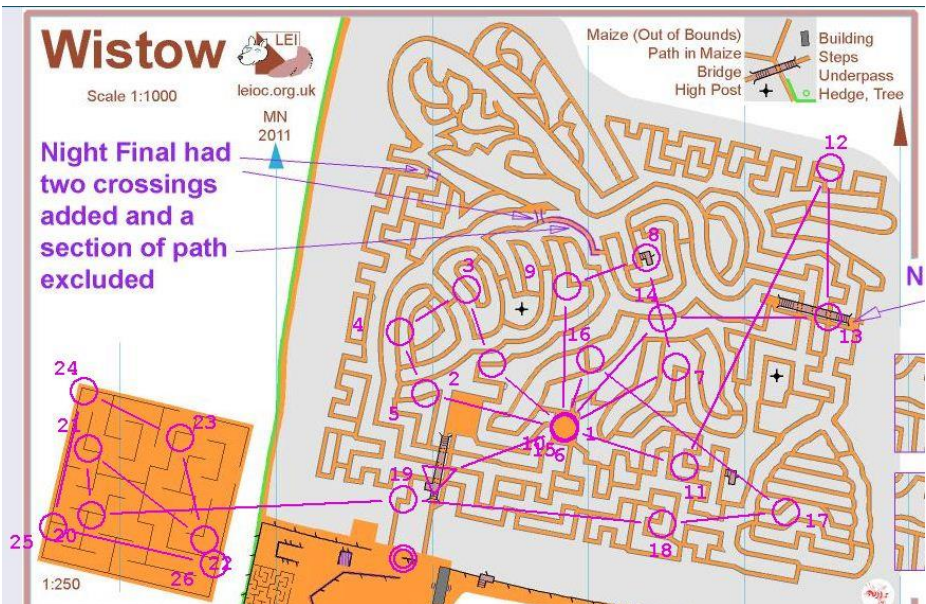 Wistow
LEI
leioc.org.uk
Scale 1:1000
MN
2011
Maize (Out of Bounds)
Path in Maize
Bridge
High Post
Building
Steps
Underpass
Hedge, Tree
Night Final had
two crossings
added and a
section of path
excluded
12
8
3
9
N
14
4
13
16
24
2
7
5
23
21
10
15
6
1
11
19
17
20
18
25
22
26
1:250